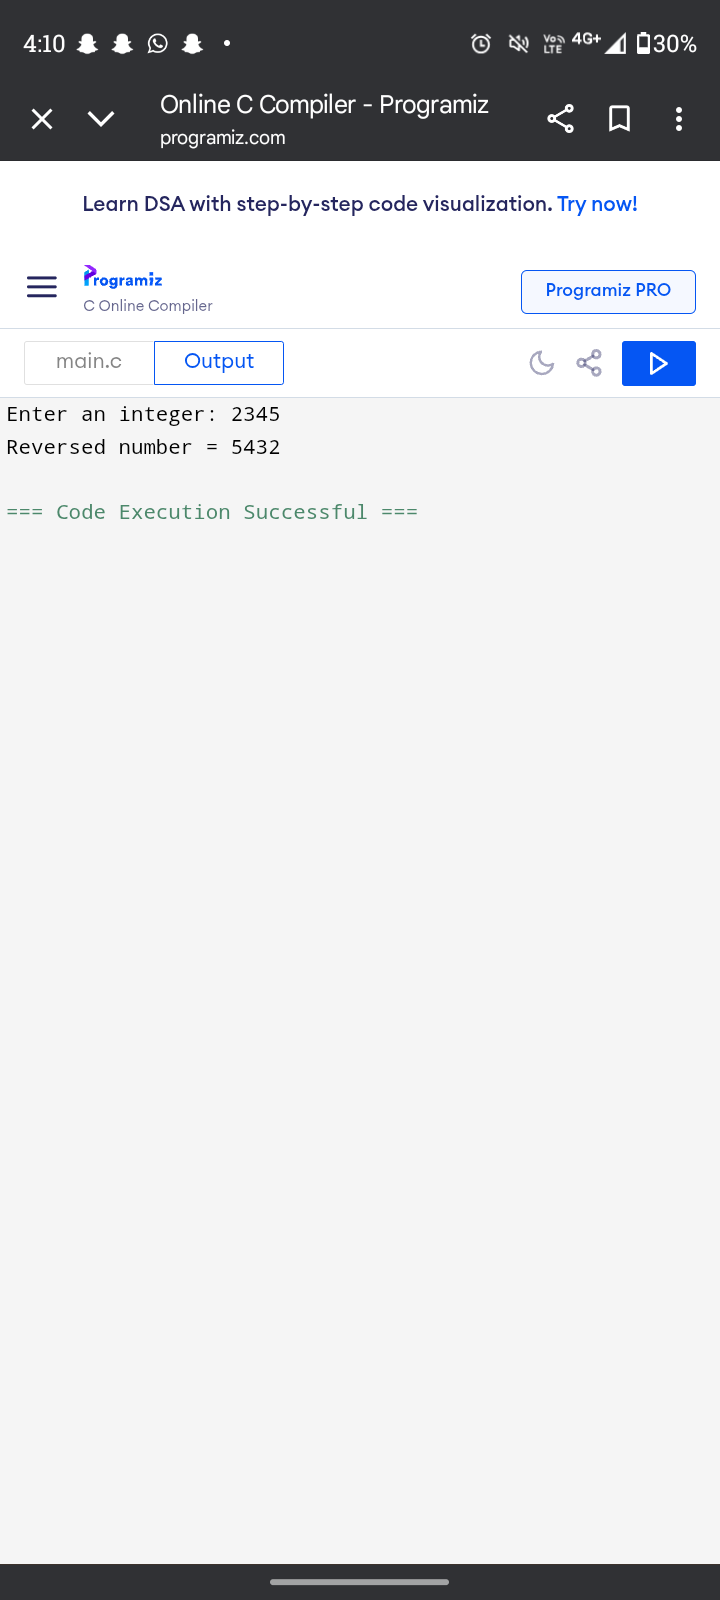 4:10 Vo LTE 4G+ 30%
Online C Compiler - Programiz
programiz.com
Learn DSA with step-by-step code visualization. Try now!
Programiz
C Online Compiler
Programiz PRO
main.c Output
Enter an integer: 2345
Reversed number = 5432
=== Code Execution Successful ===